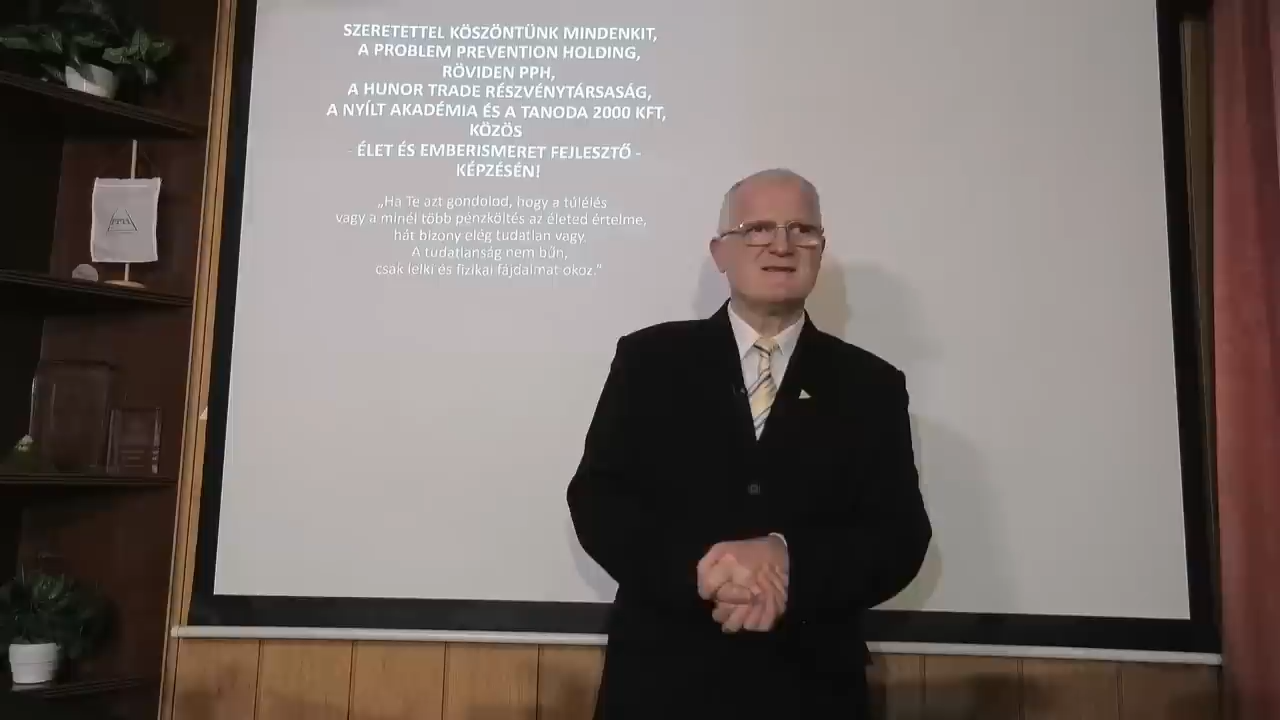 SZERETETTEL KÖSZÖNTÜNK MINDENKIT,
A PROBLEM PREVENTION HOLDING,
RÖVIDEN PPH,
A HUNOR TRADE RÉSZVÉNYTÁRSASÁG,
A NYÍLT AKADÉMIA ÉS A TANODA 2000 KFT,
KÖZÖS
- ÉLET ÉS EMBERISMERET FEJLESZTŐ -
KÉPZÉSÉN!
„Ha Te azt gondolod, hogy a túlélés
vagy a minél több pénzköltés az életed értelme,
hát bizony elég tudatlan vagy.
A tudatlanság nem bűn,
csak lelki és fizikai fájdalmat okoz."